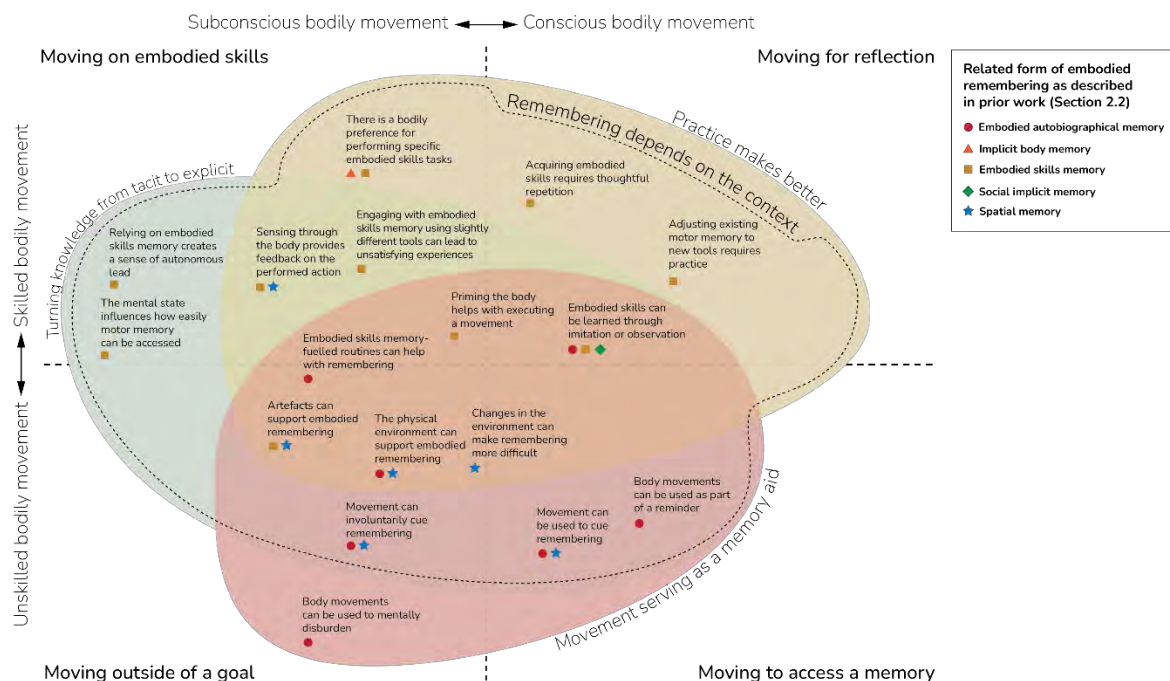 Subconscious bodily movement
Conscious bodily movement
Moving on embodied skills
Moving for reflection
Skilled bodily movement
Unskilled bodily movement
Turning knowledge from tacit to explicit
Remembering depends on the context
Practice makes better
Movement serving as a memory aid
There is a bodily
preference for
performing specific
embodied skills tasks
Acquiring embodied
skills requires thoughtful
repetition
Relying on embodied
skills memory creates
a sense of autonomous
lead
Sensing through
the body provides
feedback on the
performed action
Engaging with embodied
skills memory using slightly
different tools can lead to
unsatisfying experiences
Adjusting existing
motor memory to
new tools requires
practice
The mental state
influences how easily
motor memory
can be accessed
Priming the body
helps with executing
a movement
Embodied skills can
be learned through
imitation or observation
Embodied skills memory-
fuelled routines can help
with remembering
Artefacts can
support embodied
remembering
The physical
environment can
support embodied
remembering
Changes in the
environment can
make remembering
more difficult
Movement can
involuntarily cue
remembering
Movement can
be used to cue
remembering
Body movements
can be used as part
of a reminder
Body movements
can be used to mentally
disburden
Moving outside of a goal
Moving to access a memory
Related form of embodied
remembering as described
in prior work (Section 2.2)
Embodied autobiographical memory
Implicit body memory
Embodied skills memory
Social implicit memory
Spatial memory